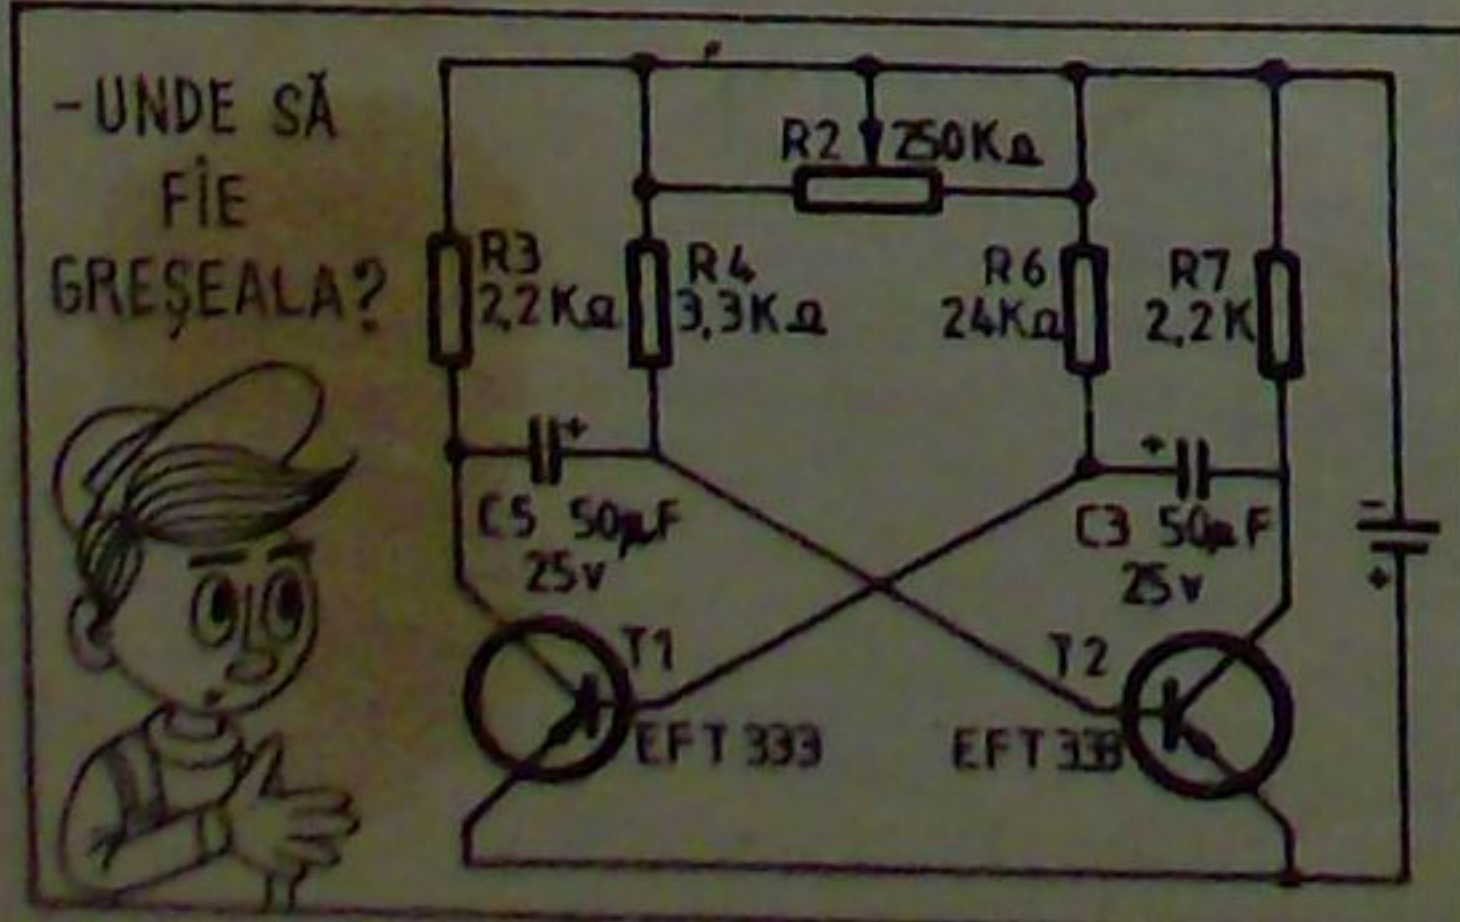 -UNDE SĂ
FİE
GREŞEALA?
R2 250KΩ
R3
2,2KΩ
R4
3,3KΩ
R6
24KΩ
R7
2,2K
+
+
C5 50µF
25v
C3 50µF
25v
-
+
T1
EFT 333
T2
EFT 333